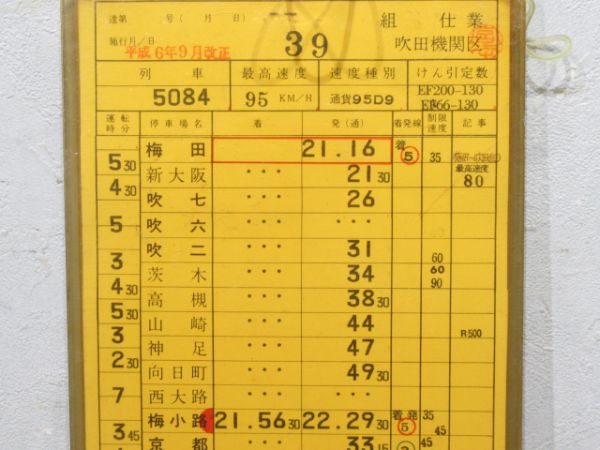 達第　号(　月　日)　組　仕業
施行月／日　平成6年9月改正　39　吹田機関区
列車　最高速度　速度種別　けん引定数
5084　95 KM/H　通貨95D9　EF200-130
EF66-130
運転時分　停車場名　着　発(通)　着発線　制限速度　記事
梅田　21.16　着⑤　35
最高速度
80
5 30
新大阪　・・・　21 30
4 30
吹七　・・・　26
5
吹六　・・・　・・・
吹二　・・・　31　60
3
茨木　・・・　34　60
90
4 30
高槻　・・・　38 30
5 30
山崎　・・・　44　R500
3
神足　・・・　47
2 30
向日町　・・・　49 30
7
西大路　・・・　・・・
梅小路　21.56 30　22.29 30　着発⑤　35
45
3 45
京都　・・・　33 15　45